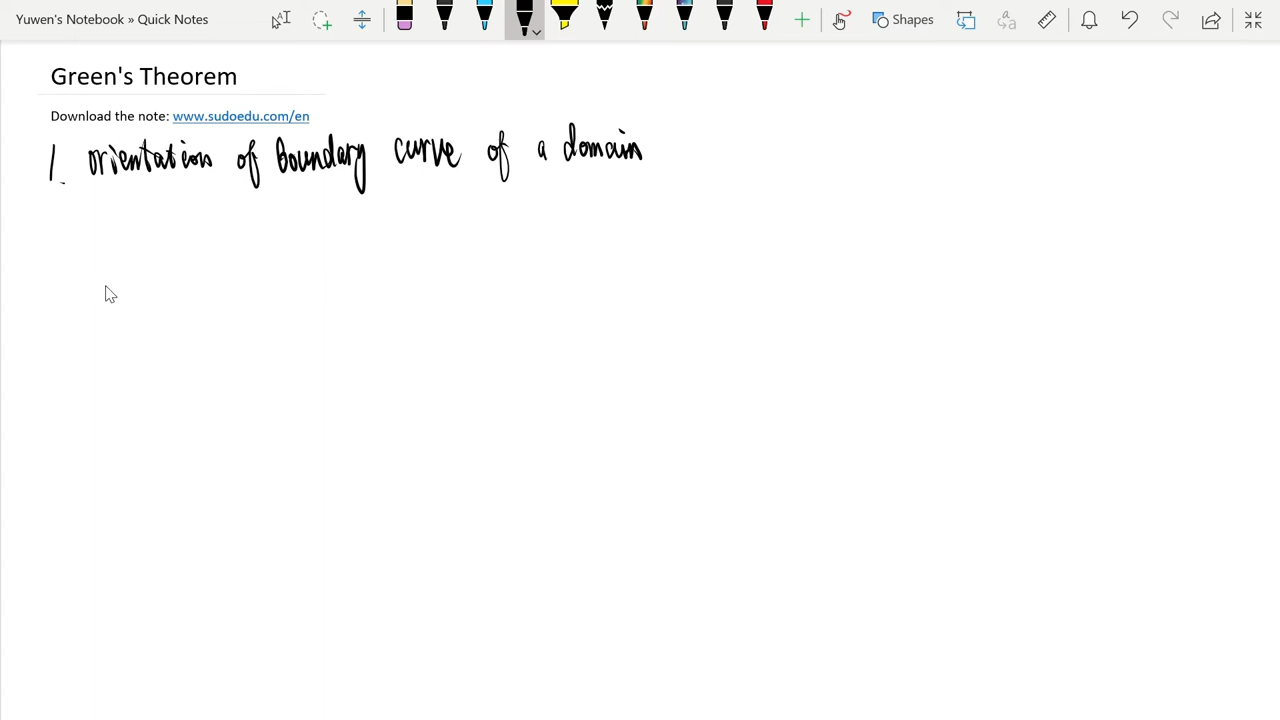 Yuwen's Notebook » Quick Notes
Shapes
Green's Theorem
Download the note: www.sudoedu.com/en
1. orientation of Boundary curve of a domain